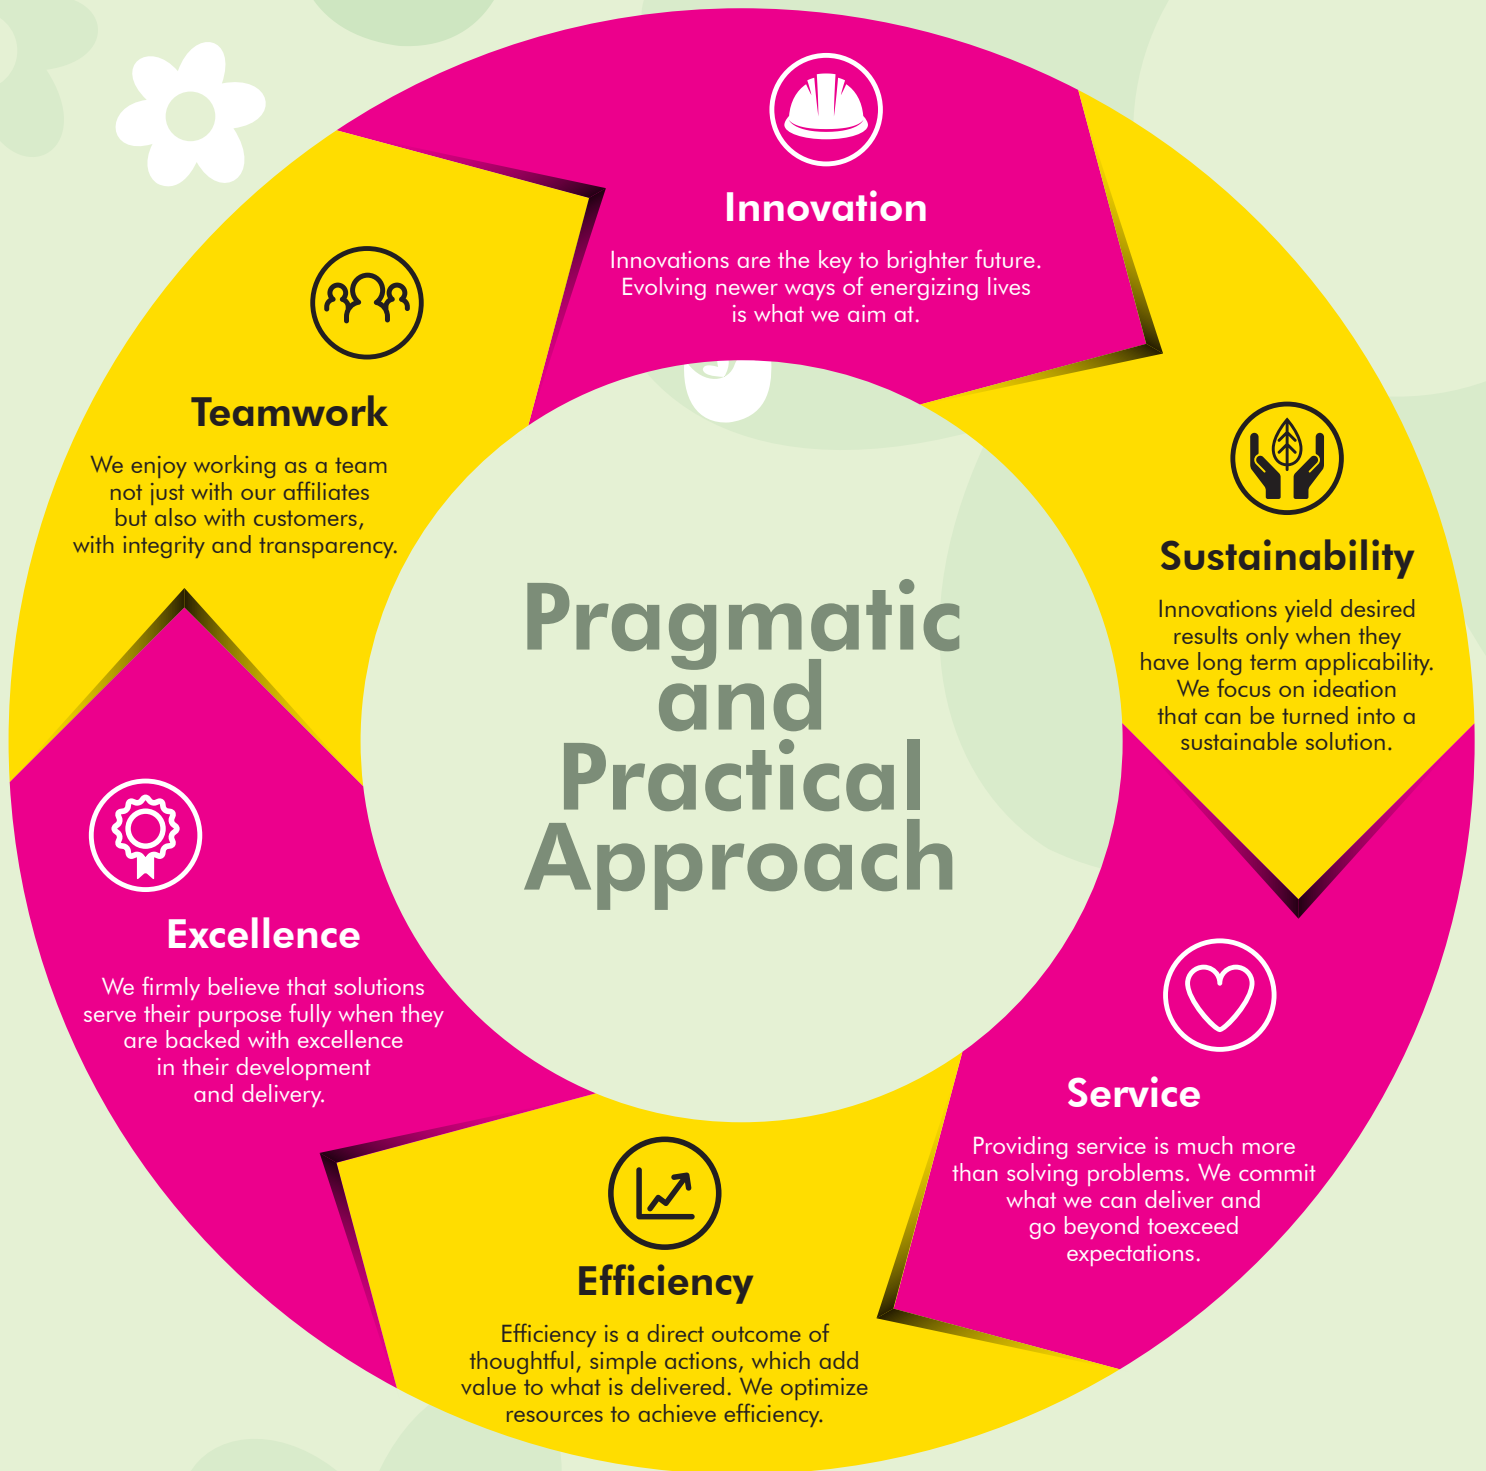 Innovation
Innovations are the key to brighter future.
Evolving newer ways of energizing lives
is what we aim at.
Sustainability
Innovations yield desired
results only when they
have long term applicability.
We focus on ideation
that can be turned into a
sustainable solution.
Service
Providing service is much more
than solving problems. We commit
what we can deliver and
go beyond toexceed
expectations.
Efficiency
Efficiency is a direct outcome of
thoughtful, simple actions, which add
value to what is delivered. We optimize
resources to achieve efficiency.
Excellence
We firmly believe that solutions
serve their purpose fully when they
are backed with excellence
in their development
and delivery.
Teamwork
We enjoy working as a team
not just with our affiliates
but also with customers,
with integrity and transparency.
Pragmatic
and
Practical
Approach